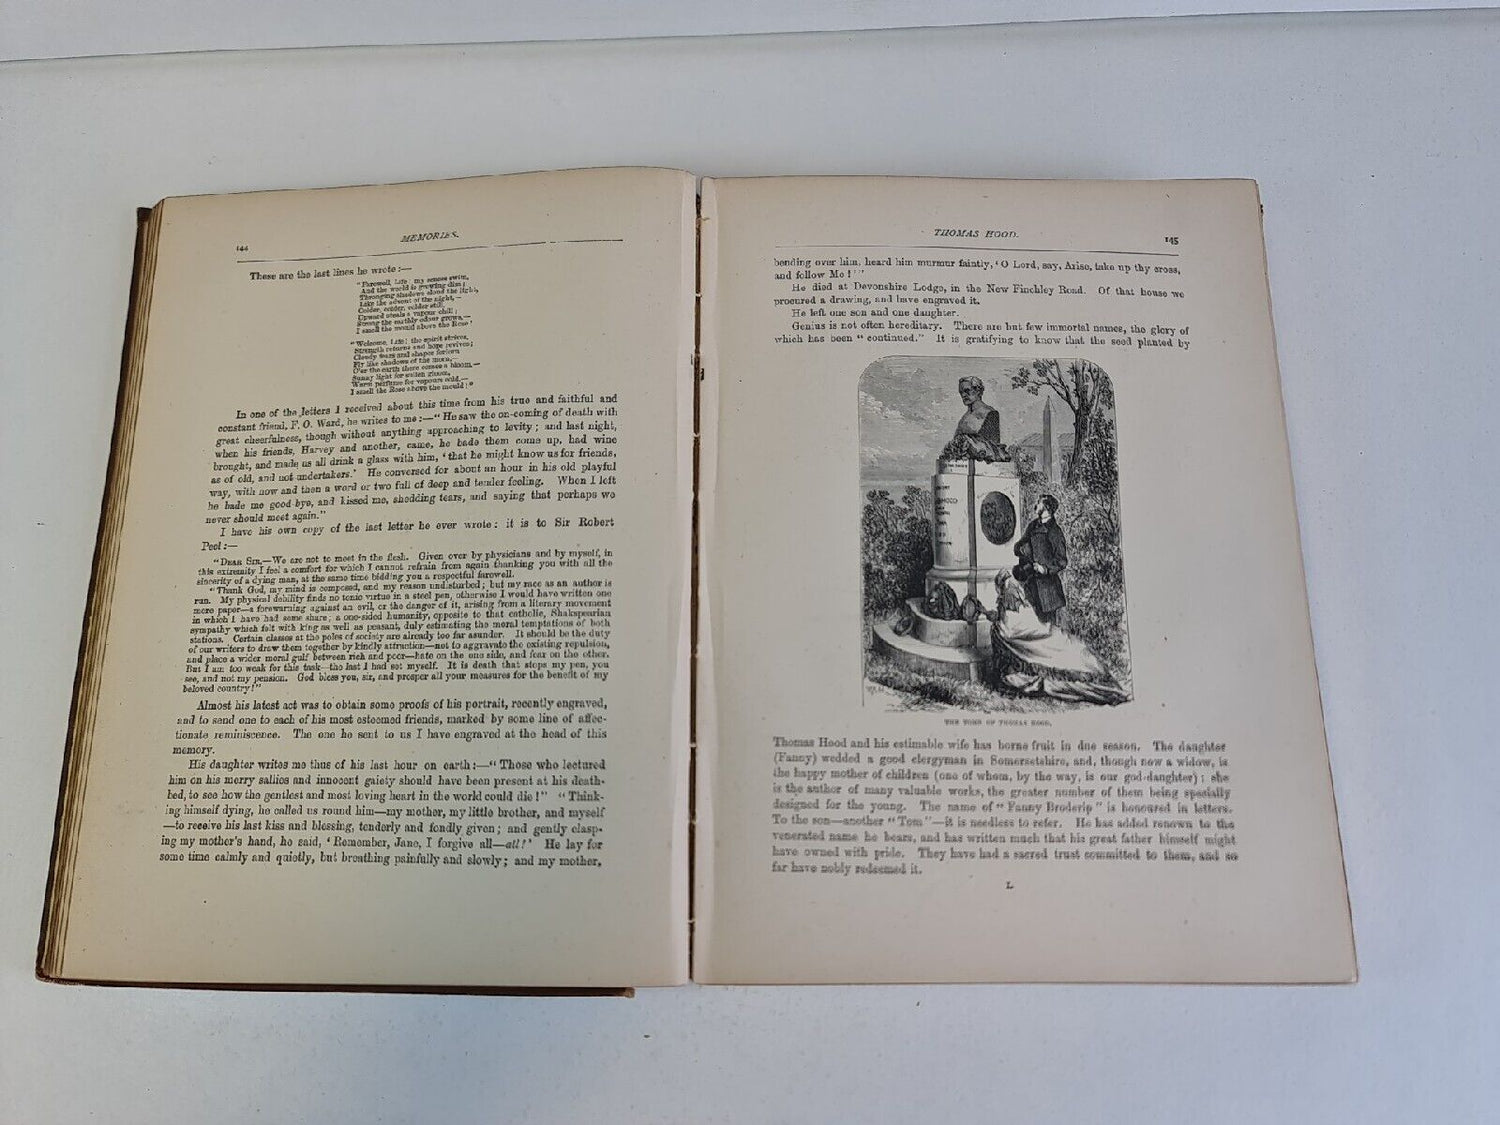 144
MEMORIES.
These are the last lines he wrote:—
"Farewell, Life! my senses swim,
And the world is growing dim;
Thronging shadows cloud the light,
Like the advent of the night,—
Colder, colder, colder still,
Upward steals a vapour chill;
Strong the earthly odour grows,—
I smell the mould above the Rose!
"Welcome, Life! the spirit strives,
Strength returns and hope revives;
Cloudy fears and shapes forlorn
Fly like shadows of the morn,—
O'er the earth there comes a bloom,—
Sunny light for sullen gloom,
Warm perfume for vapours cold,—
I smell the Rose above the mould!"
In one of the letters I received about this time from his true and faithful and
constant friend, F. O. Ward, he writes to me:—"He saw the on-coming of death with
great cheerfulness, though without anything approaching to levity; and last night,
when his friends, Harvey and another, came, he bade them come up, had wine
brought, and made us all drink a glass with him, 'that he might know us for friends,
as of old, and not undertakers.' He conversed for about an hour in his old playful
way, with now and then a word or two full of deep and tender feeling. When I left
he bade me good-bye, and kissed me, shedding tears, and saying that perhaps we
never should meet again."
I have his own copy of the last letter he ever wrote: it is to Sir Robert
Peel:—
"DEAR SIR,—We are not to meet in the flesh. Given over by physicians and by myself, in
this extremity I feel a comfort for which I cannot refrain from again thanking you with all the
sincerity of a dying man, at the same time bidding you a respectful farewell.
"Thank God, my mind is composed, and my reason undisturbed; but my race as an author is
run. My physical debility finds no tonic virtue in a steel pen, otherwise I would have written one
more paper—a forewarning against an evil, or the danger of it, arising from a literary movement
in which I have had some share; a one-sided humanity, opposite to that catholic, Shakspearian
sympathy which felt with king as well as peasant, duly estimating the moral temptations of both
stations. Certain classes at the poles of society are already too far asunder. It should be the duty
of our writers to draw them together by kindly attraction—not to aggravate the existing repulsion,
and place a wider moral gulf between rich and poor—hate on the one side, and fear on the other.
But I am too weak for this task—the last I had set myself. It is death that stops my pen, you
see, and not my pension. God bless you, sir, and prosper all your measures for the benefit of my
beloved country!"
Almost his latest act was to obtain some proofs of his portrait, recently engraved,
and to send one to each of his most esteemed friends, marked by some line of affec-
tionate reminiscence. The one he sent to us I have engraved at the head of this
memory.
His daughter writes me thus of his last hour on earth:—"Those who lectured
him on his merry sallies and innocent gaiety should have been present at his death-
bed, to see how the gentlest and most loving heart in the world could die!" "Think-
ing himself dying, he called us round him—my mother, my little brother, and myself
—to receive his last kiss and blessing, tenderly and fondly given; and gently clasp-
ing my mother's hand, he said, 'Remember, Jane, I forgive all—all!' He lay for
some time calmly and quietly, but breathing painfully and slowly; and my mother,
THOMAS HOOD.
145
bending over him, heard him murmur faintly, 'O Lord, say, Arise, take up thy cross,
and follow Me!'"
He died at Devonshire Lodge, in the New Finchley Road. Of that house we
procured a drawing, and have engraved it.
He left one son and one daughter.
Genius is not often hereditary. There are but few immortal names, the glory of
which has been "continued." It is gratifying to know that the seed planted by
THE TOMB OF THOMAS HOOD.
Thomas Hood and his estimable wife has borne fruit in due season. The daughter
(Fanny) wedded a good clergyman in Somersetshire, and, though now a widow, is
the happy mother of children (one of whom, by the way, is our god-daughter); she
is the author of many valuable works, the greater number of them being specially
designed for the young. The name of "Fanny Broderip" is honoured in letters.
To the son—another "Tom"—it is needless to refer. He has added renown to the
venerated name he bears, and has written much that his great father himself might
have owned with pride. They have had a sacred trust committed to them, and so
far have nobly redeemed it.
L